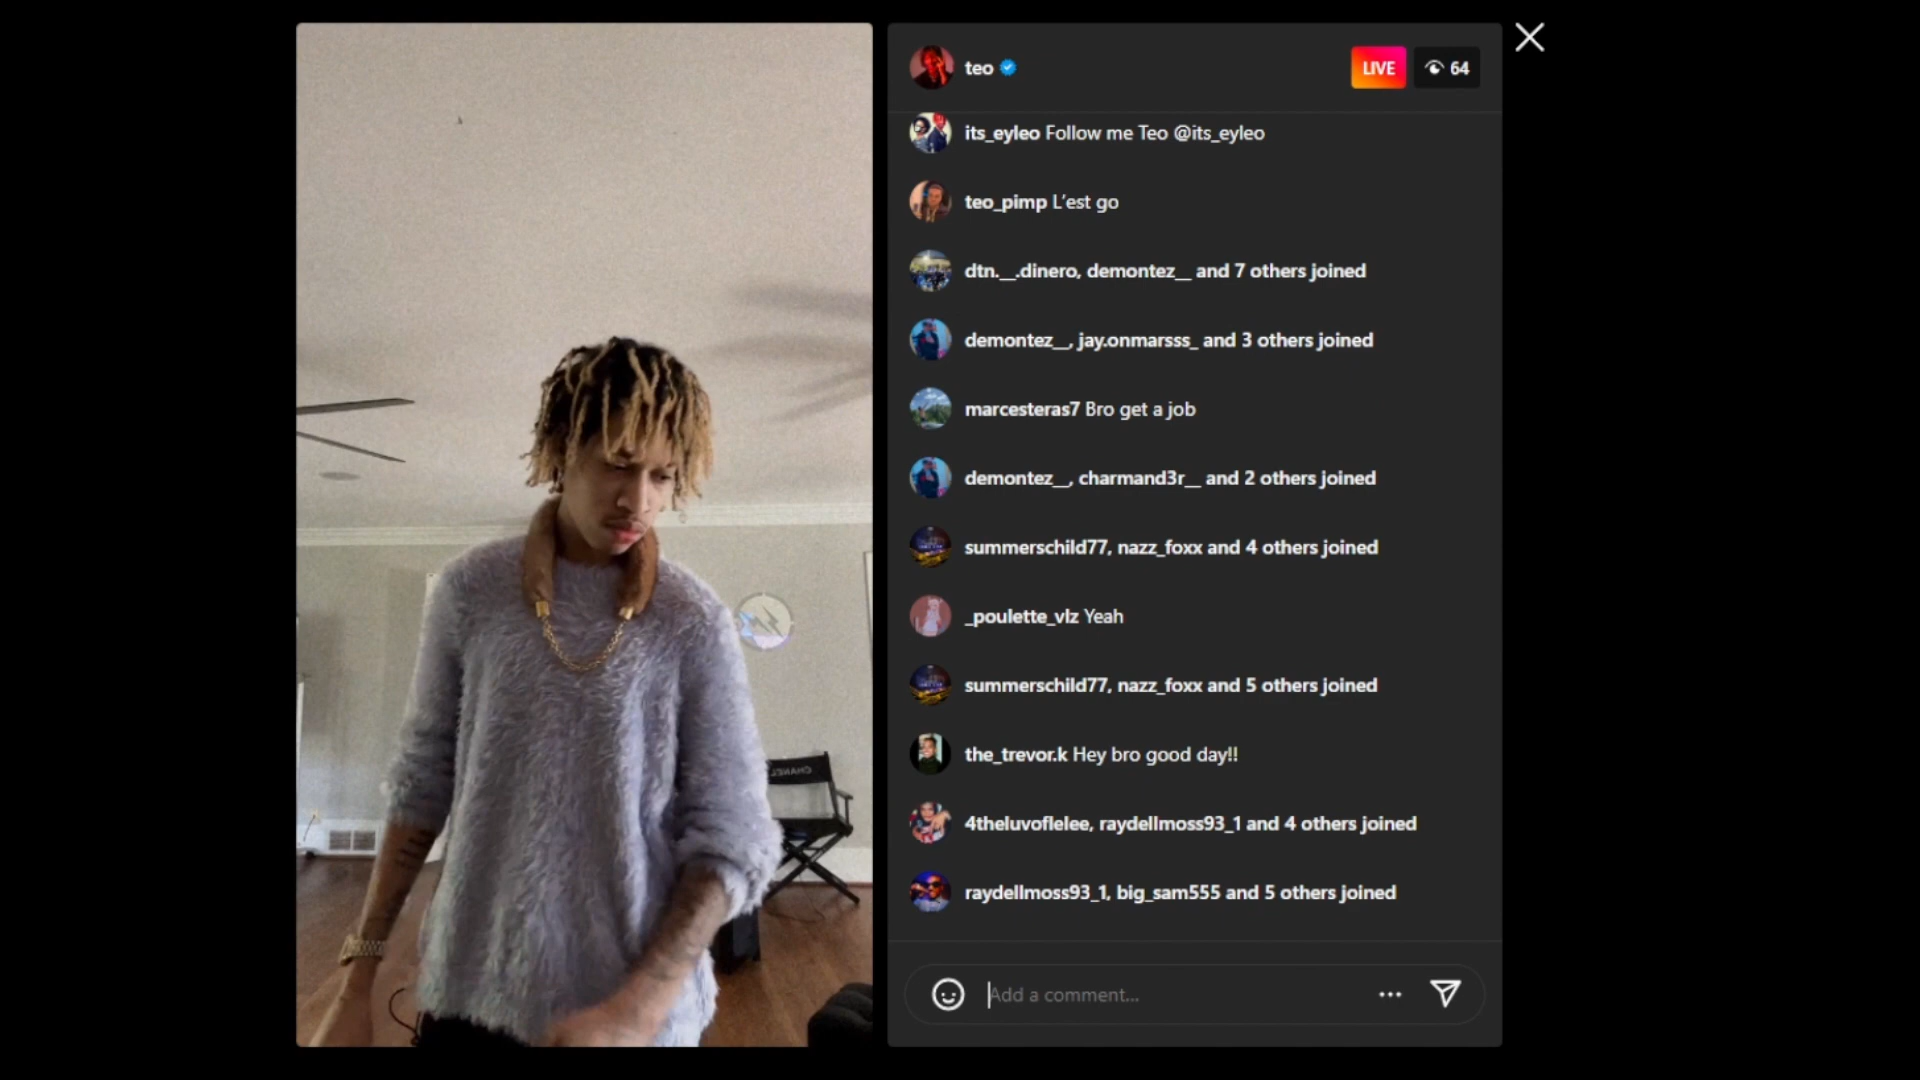 teo
LIVE
64
its_eyleo Follow me Teo @its_eyleo
teo_pimp L'est go
dtn.__.dinero, demontez__ and 7 others joined
demontez__, jay.onmarsss_ and 3 others joined
marcesteras7 Bro get a job
demontez__, charmand3r__ and 2 others joined
summerschild77, nazz_foxx and 4 others joined
_poulette_vlz Yeah
summerschild77, nazz_foxx and 5 others joined
the_trevor.k Hey bro good day!!
4theluvoflelee, raydellmoss93_1 and 4 others joined
raydellmoss93_1, big_sam555 and 5 others joined
Add a comment...
CHANEL